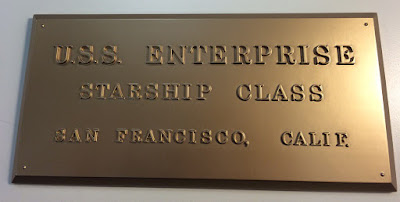 U.S.S. ENTERPRISE
STARSHIP CLASS
SAN FRANCISCO, CALIF.